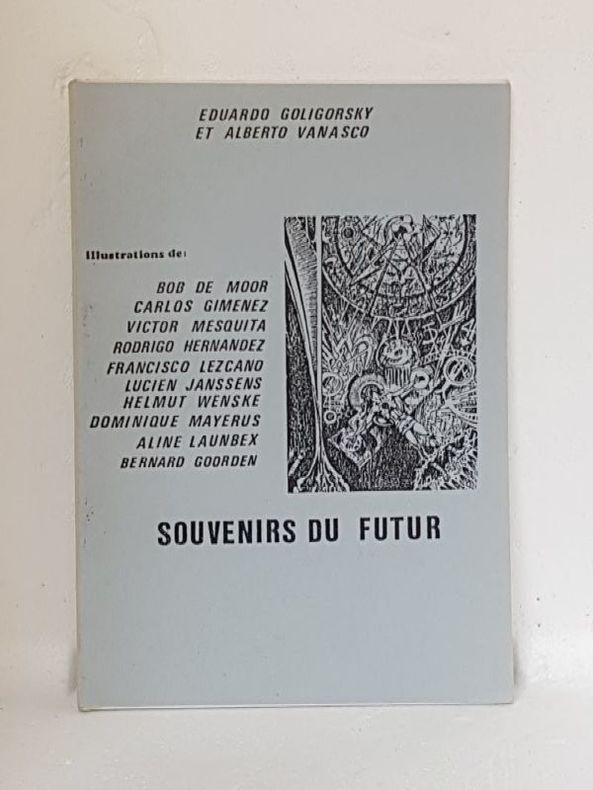 EDUARDO GOLIGORSKY
ET ALBERTO VANASCO
Illustrations de:
BOB DE MOOR
CARLOS GIMENEZ
VICTOR MESQUITA
RODRIGO HERNANDEZ
FRANCISCO LEZCANO
LUCIEN JANSSENS
HELMUT WENSKE
DOMINIQUE MAYERUS
ALINE LAUNBEX
BERNARD GOORDEN
SOUVENIRS DU FUTUR